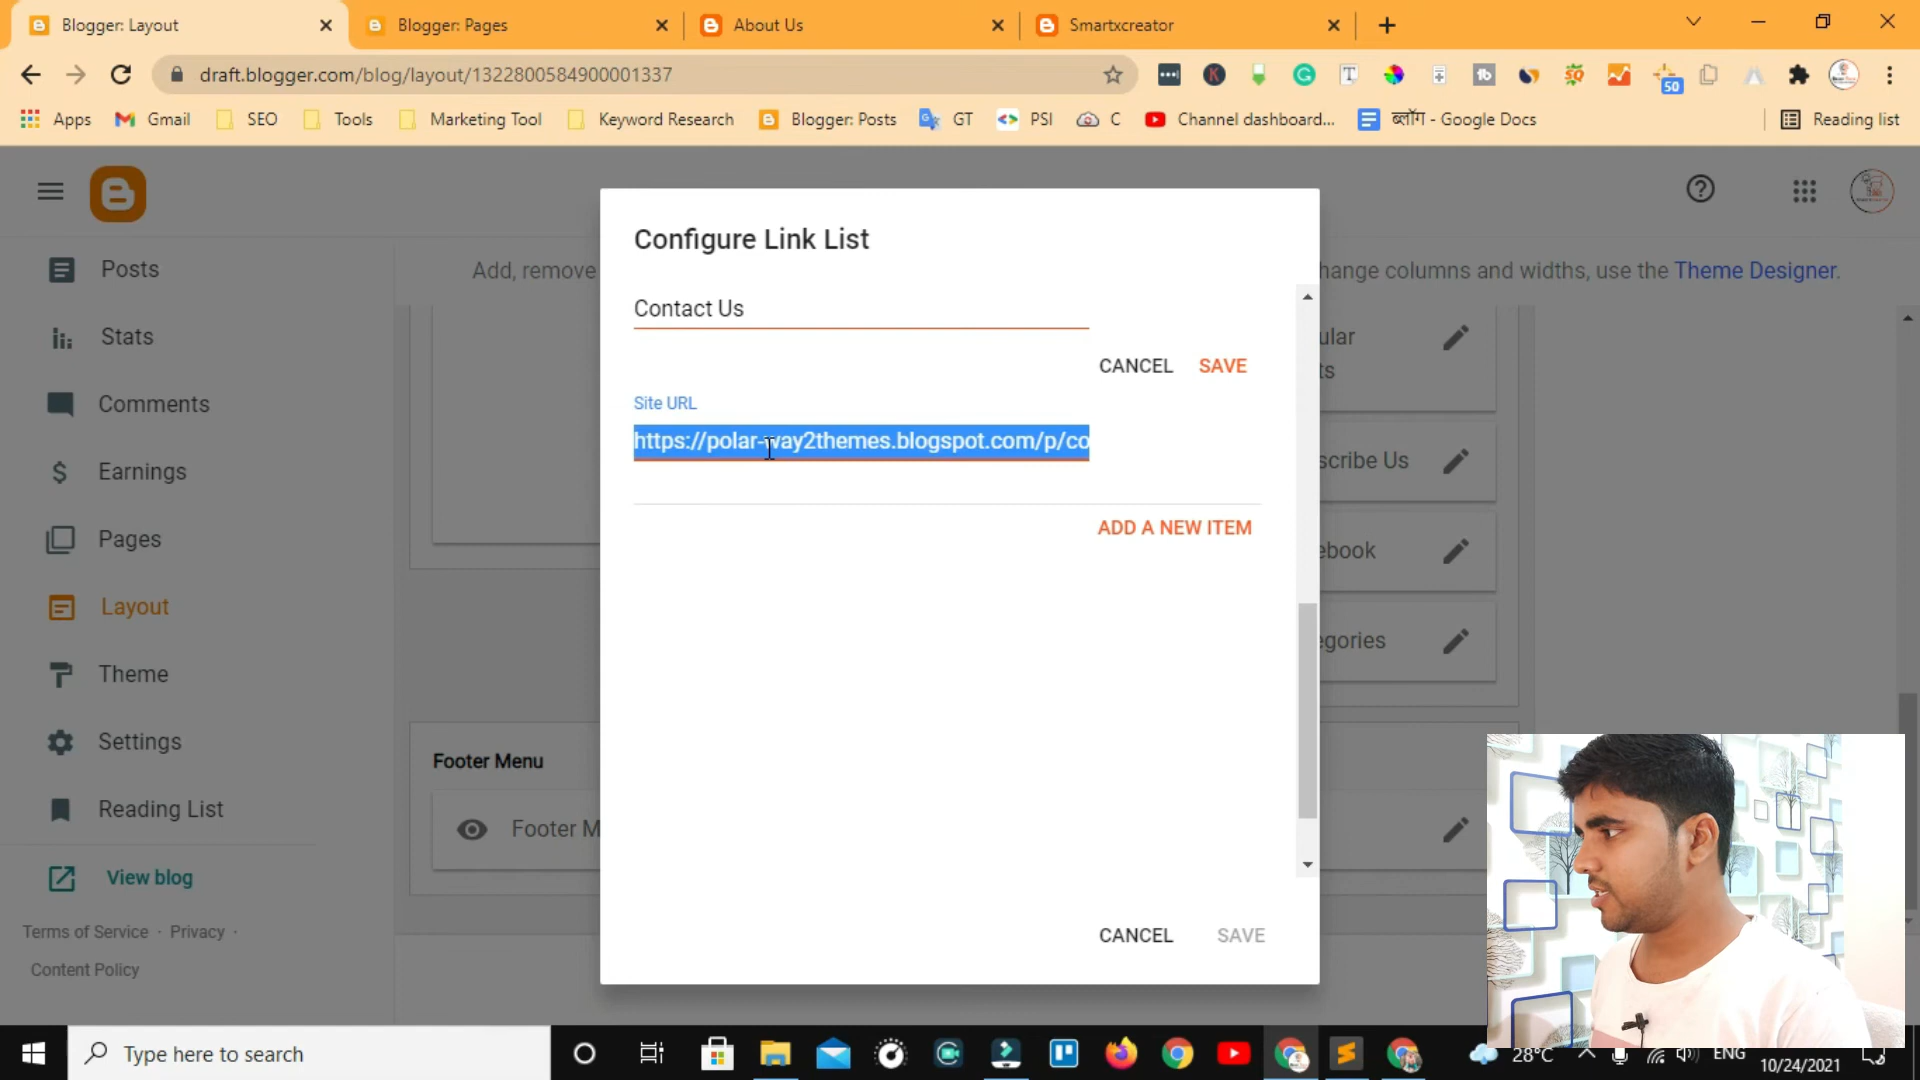 Blogger: Layout
Blogger: Pages
About Us
Smartxcreator
draft.blogger.com/blog/layout/1322800584900001337
50
Apps
Gmail
SEO
Tools
Marketing Tool
Keyword Research
Blogger: Posts
GT
PSI
C
Channel dashboard...
ब्लॉग - Google Docs
Reading list
Configure Link List
Add, remove
hange columns and widths, use the Theme Designer.
Posts
Stats
Comments
Earnings
Pages
Layout
Theme
Settings
Reading List
View blog
Terms of Service · Privacy ·
Content Policy
Contact Us
CANCEL SAVE
Site URL
https://polar-way2themes.blogspot.com/p/co
ADD A NEW ITEM
CANCEL SAVE
ular
ts
scribe Us
ebook
egories
Footer Menu
Footer M
Type here to search
28°C
ENG
10/24/2021